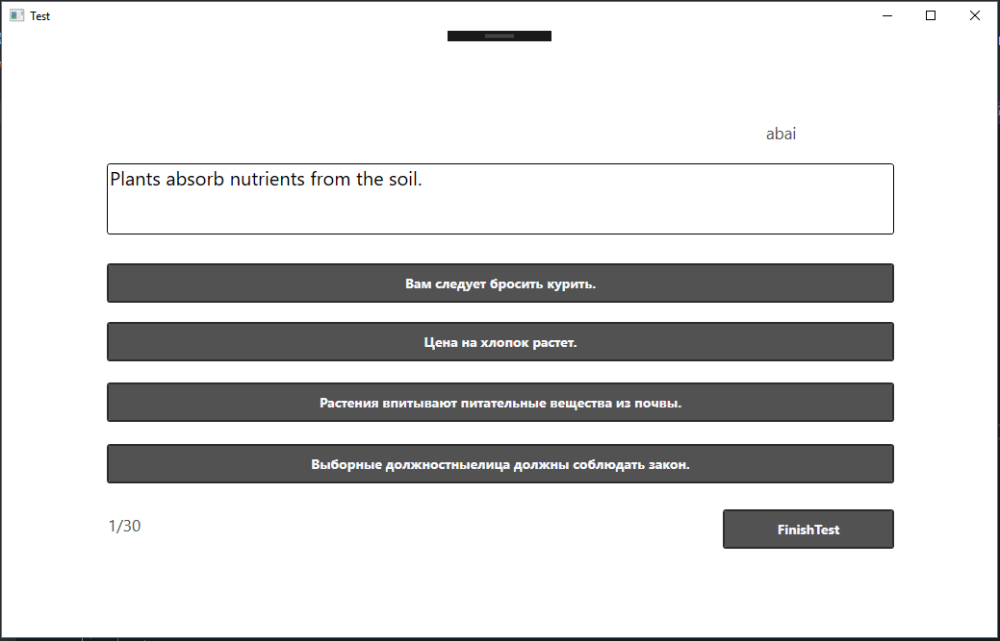 Test
abai
Plants absorb nutrients from the soil.
Вам следует бросить курить.
Цена на хлопок растет.
Растения впитывают питательные вещества из почвы.
Выборные должностныелица должны соблюдать закон.
1/30
FinishTest